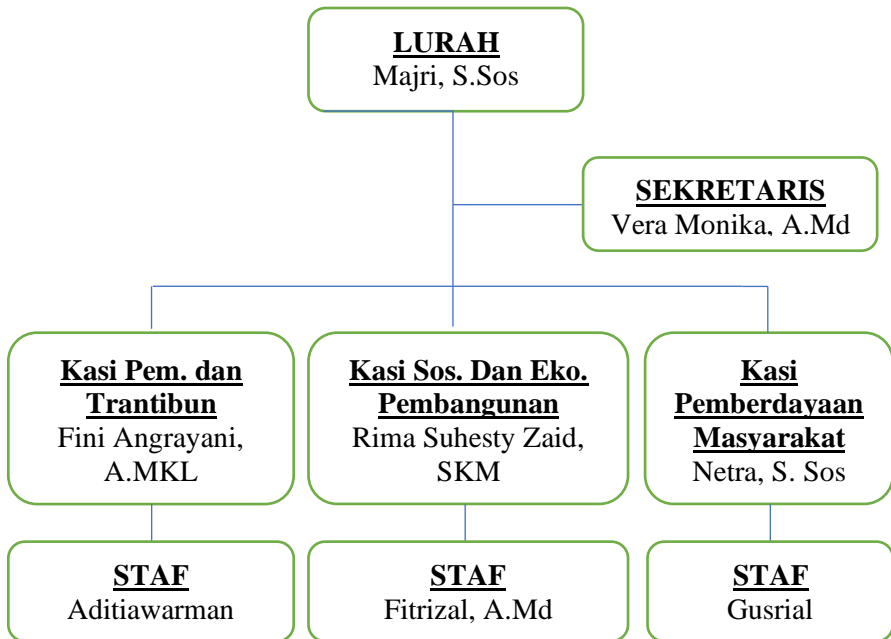 LURAH
Majri, S.Sos
SEKRETARIS
Vera Monika, A.Md
Kasi Pem. dan
Trantibun
Fini Angrayani,
A.MKL
Kasi Sos. Dan Eko.
Pembangunan
Rima Suhesty Zaid,
SKM
Kasi
Pemberdayaan
Masyarakat
Netra, S. Sos
STAF
Aditiawarman
STAF
Fitrizal, A.Md
STAF
Gusrial